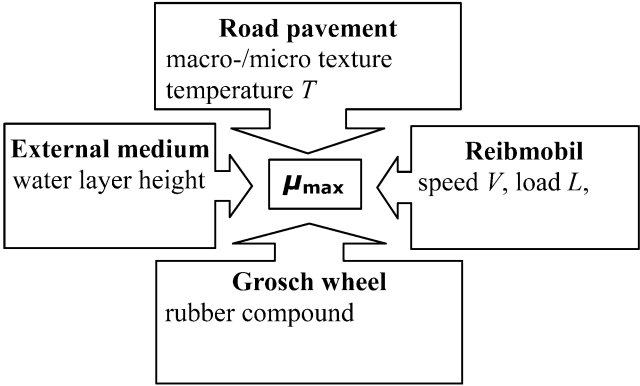 Road pavement
macro-/micro texture
temperature T
External medium
water layer height
μmax
Reibmobil
speed V, load L,
Grosch wheel
rubber compound